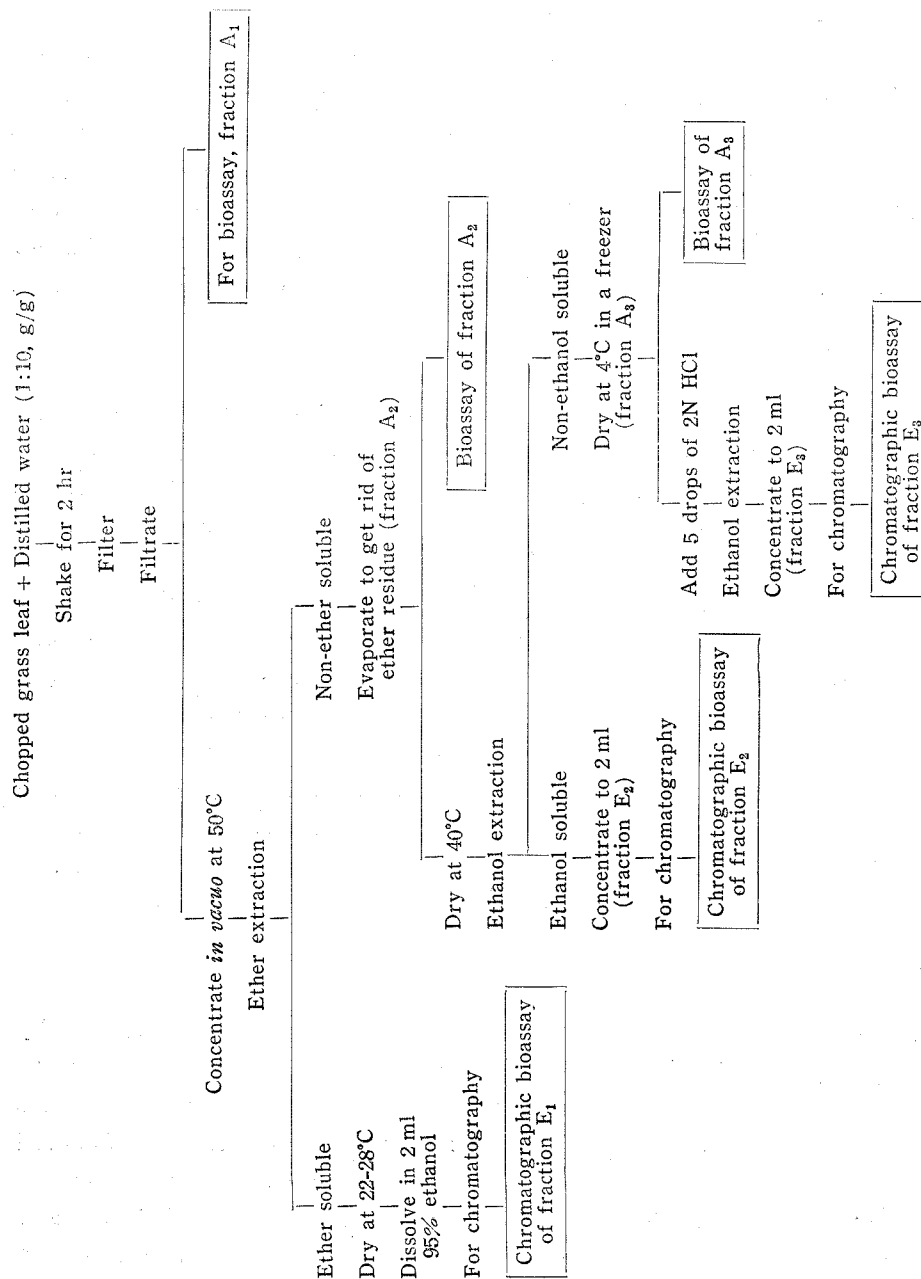 Chopped grass leaf + Distilled water (1:10, g/g)
Shake for 2 hr
Filter
Filtrate
For bioassay, fraction A₁
Concentrate in vacuo at 50°C
Ether extraction
Ether soluble
Dry at 22-28°C
Dissolve in 2 ml
95% ethanol
For chromatography
Chromatographic bioassay
of fraction E₁
Non-ether soluble
Evaporate to get rid of
ether residue (fraction A₂)
Bioassay of fraction A₂
Dry at 40°C
Ethanol extraction
Ethanol soluble
Concentrate to 2 ml
(fraction E₂)
For chromatography
Chromatographic bioassay
of fraction E₂
Non-ethanol soluble
Dry at 4°C in a freezer
(fraction A₃)
Add 5 drops of 2N HCl
Ethanol extraction
Concentrate to 2 ml
(fraction E₃)
For chromatography
Chromatographic bioassay
of fraction E₃
Bioassay of
fraction A₃